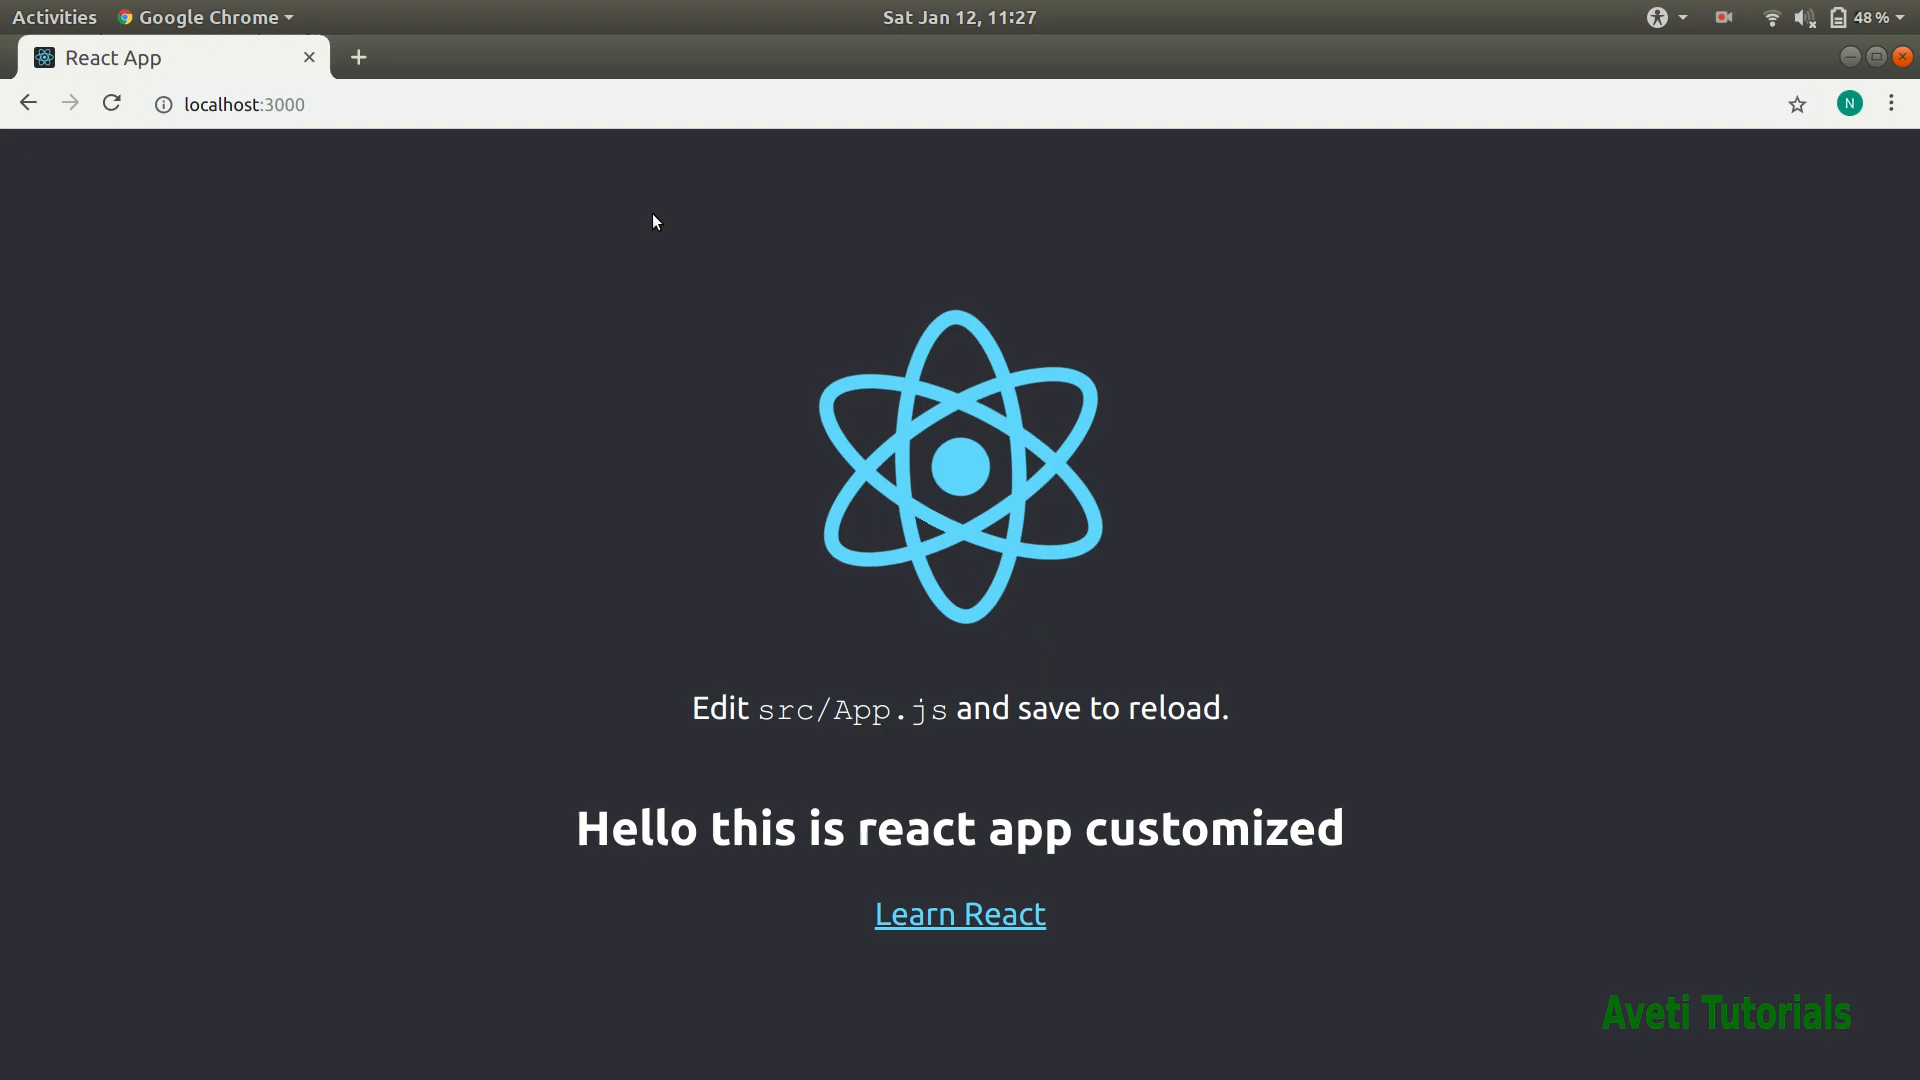 Activities Google Chrome Sat Jan 12, 11:27 48 %
React App
localhost:3000 N
Edit src/App.js and save to reload.
Hello this is react app customized
Learn React
Aveti Tutorials